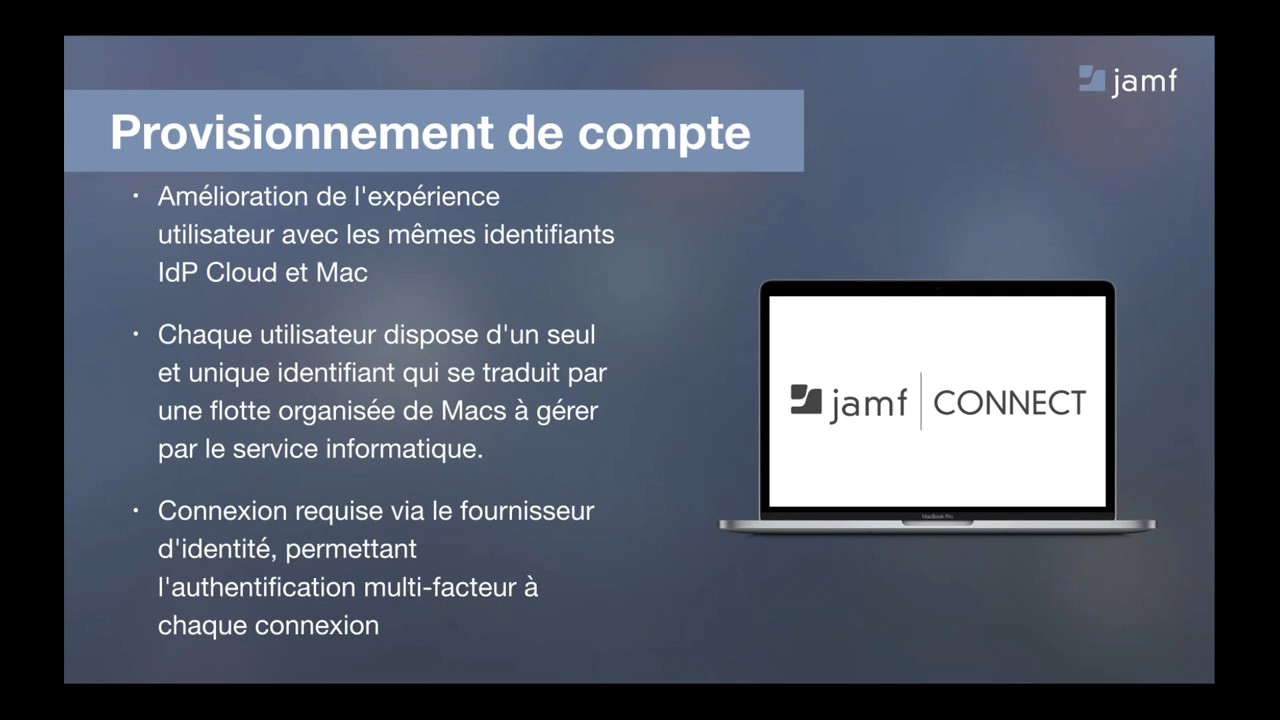 jamf
Provisionnement de compte
• Amélioration de l'expérience
utilisateur avec les mêmes identifiants
IdP Cloud et Mac
• Chaque utilisateur dispose d'un seul
et unique identifiant qui se traduit par
une flotte organisée de Macs à gérer
par le service informatique.
• Connexion requise via le fournisseur
d'identité, permettant
l'authentification multi-facteur à
chaque connexion
jamf | CONNECT
MacBook Pro